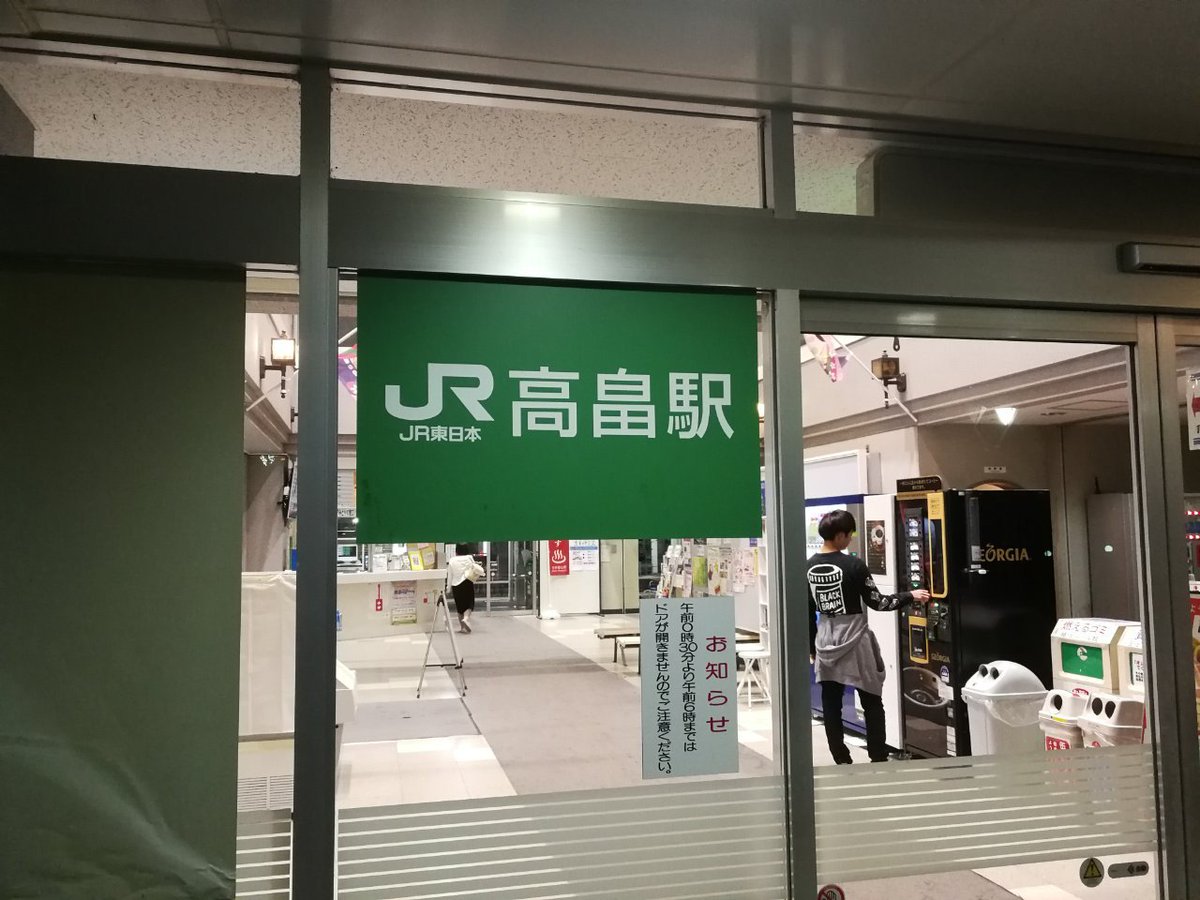 JR 高畠駅
JR東日本
お知らせ
午前0時30分より午前6時までは
ドアが開きませんのでご注意ください。
BLACK
BRAIN
GEORGIA
GEORGIA
燃えるゴミ